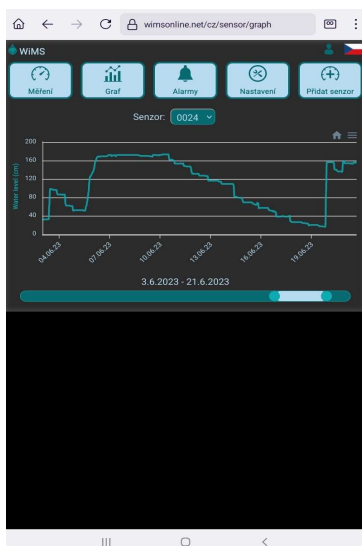 wimsonline.net/cz/sensor/graph
WiMS
Měření Graf Alarmy Nastavení Přidat senzor
Senzor: 0024
Water level (cm)
200
160
120
80
40
0
04.06.23 07.06.23 10.06.23 13.06.23 16.06.23 19.06.23
3.6.2023 - 21.6.2023